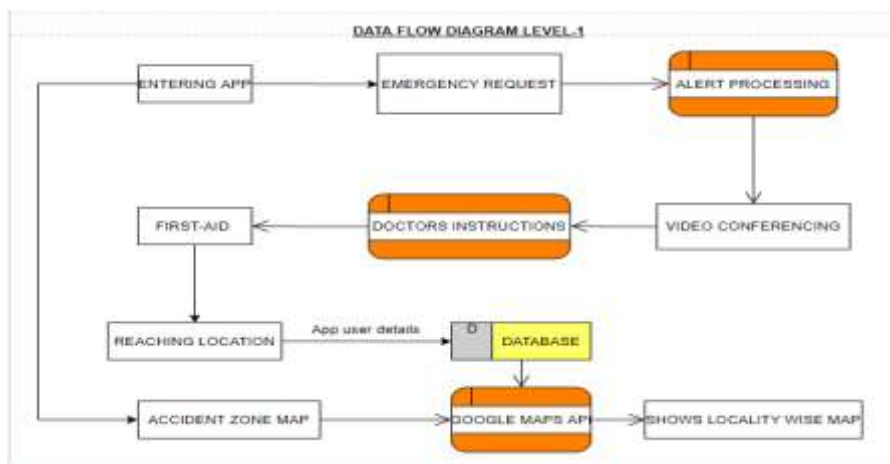 DATA FLOW DIAGRAM LEVEL-1
ENTERING APP
EMERGENCY REQUEST
ALERT PROCESSING
FIRST-AID
DOCTORS INSTRUCTIONS
VIDEO CONFERENCING
REACHING LOCATION
App user details
D
DATABASE
ACCIDENT ZONE MAP
GOOGLE MAPS API
SHOWS LOCALITY WISE MAP